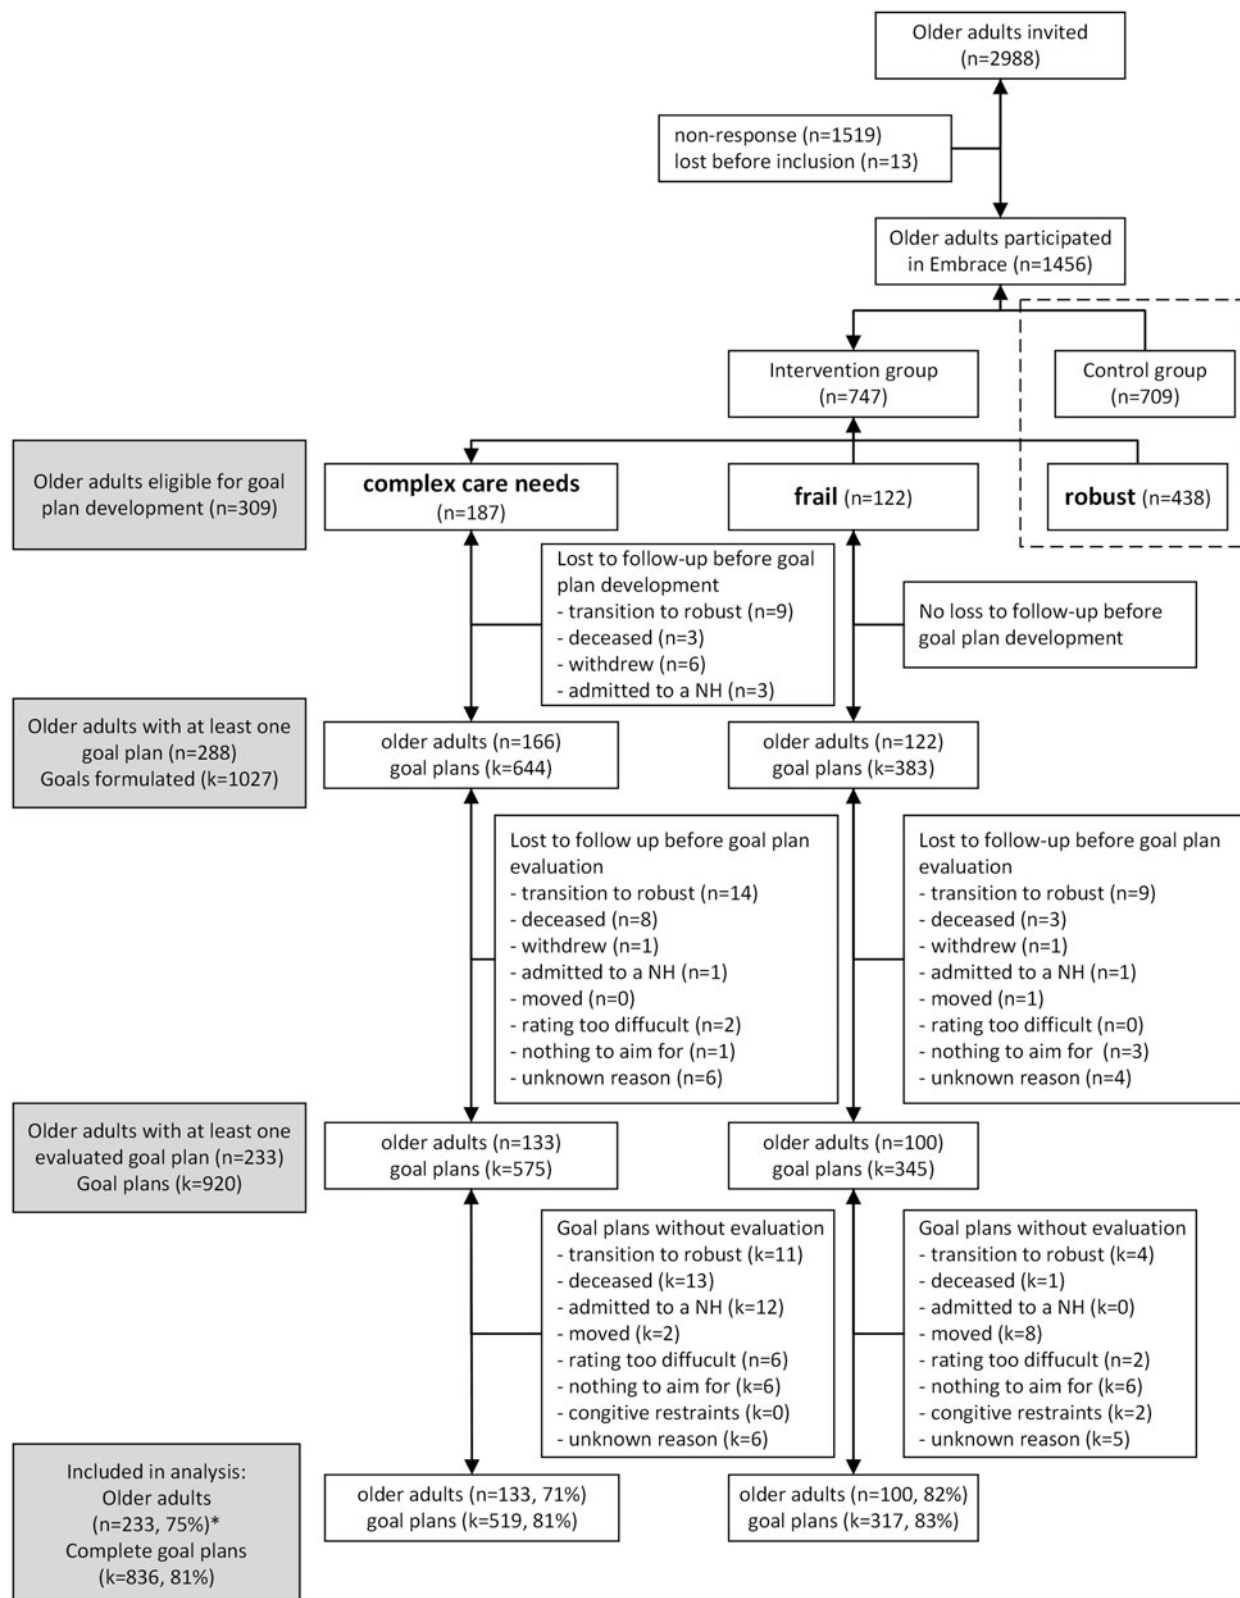 Older adults invited
(n=2988)
non-response (n=1519)
lost before inclusion (n=13)
Older adults participated
in Embrace (n=1456)
Intervention group
(n=747)
Control group
(n=709)
Older adults eligible for goal
plan development (n=309)
complex care needs
(n=187)
frail (n=122)
robust (n=438)
Lost to follow-up before goal
plan development
- transition to robust (n=9)
- deceased (n=3)
- withdrew (n=6)
- admitted to a NH (n=3)
No loss to follow-up before
goal plan development
Older adults with at least one
goal plan (n=288)
Goals formulated (k=1027)
older adults (n=166)
goal plans (k=644)
older adults (n=122)
goal plans (k=383)
Lost to follow up before goal plan
evaluation
- transition to robust (n=14)
- deceased (n=8)
- withdrew (n=1)
- admitted to a NH (n=1)
- moved (n=0)
- rating too diffucult (n=2)
- nothing to aim for (n=1)
- unknown reason (n=6)
Lost to follow-up before goal plan
evaluation
- transition to robust (n=9)
- deceased (n=3)
- withdrew (n=1)
- admitted to a NH (n=1)
- moved (n=1)
- rating too difficult (n=0)
- nothing to aim for (n=3)
- unknown reason (n=4)
Older adults with at least one
evaluated goal plan (n=233)
Goal plans (k=920)
older adults (n=133)
goal plans (k=575)
older adults (n=100)
goal plans (k=345)
Goal plans without evaluation
- transition to robust (k=11)
- deceased (k=13)
- admitted to a NH (k=12)
- moved (k=2)
- rating too diffucult (n=6)
- nothing to aim for (k=6)
- congitive restraints (k=0)
- unknown reason (k=6)
Goal plans without evaluation
- transition to robust (k=4)
- deceased (k=1)
- admitted to a NH (k=0)
- moved (k=8)
- rating too diffucult (n=2)
- nothing to aim for (k=6)
- congitive restraints (k=2)
- unknown reason (k=5)
Included in analysis:
Older adults
(n=233, 75%)*
Complete goal plans
(k=836, 81%)
older adults (n=133, 71%)
goal plans (k=519, 81%)
older adults (n=100, 82%)
goal plans (k=317, 83%)